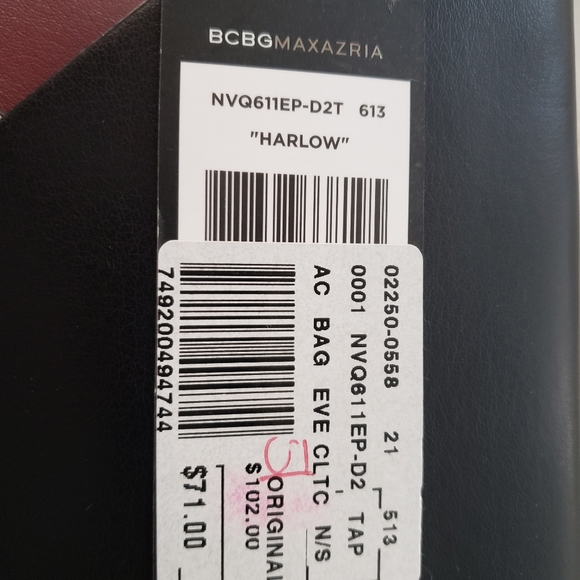 BCBGMAXAZRIA
NVQ611EP-D2T 613
"HARLOW"
02250-0558 21 513
0001 NVQ611EP-D2 TAP
AC BAG EVE CLTC N/S
749200494744
ORIGINAL
$102.00
$71.00